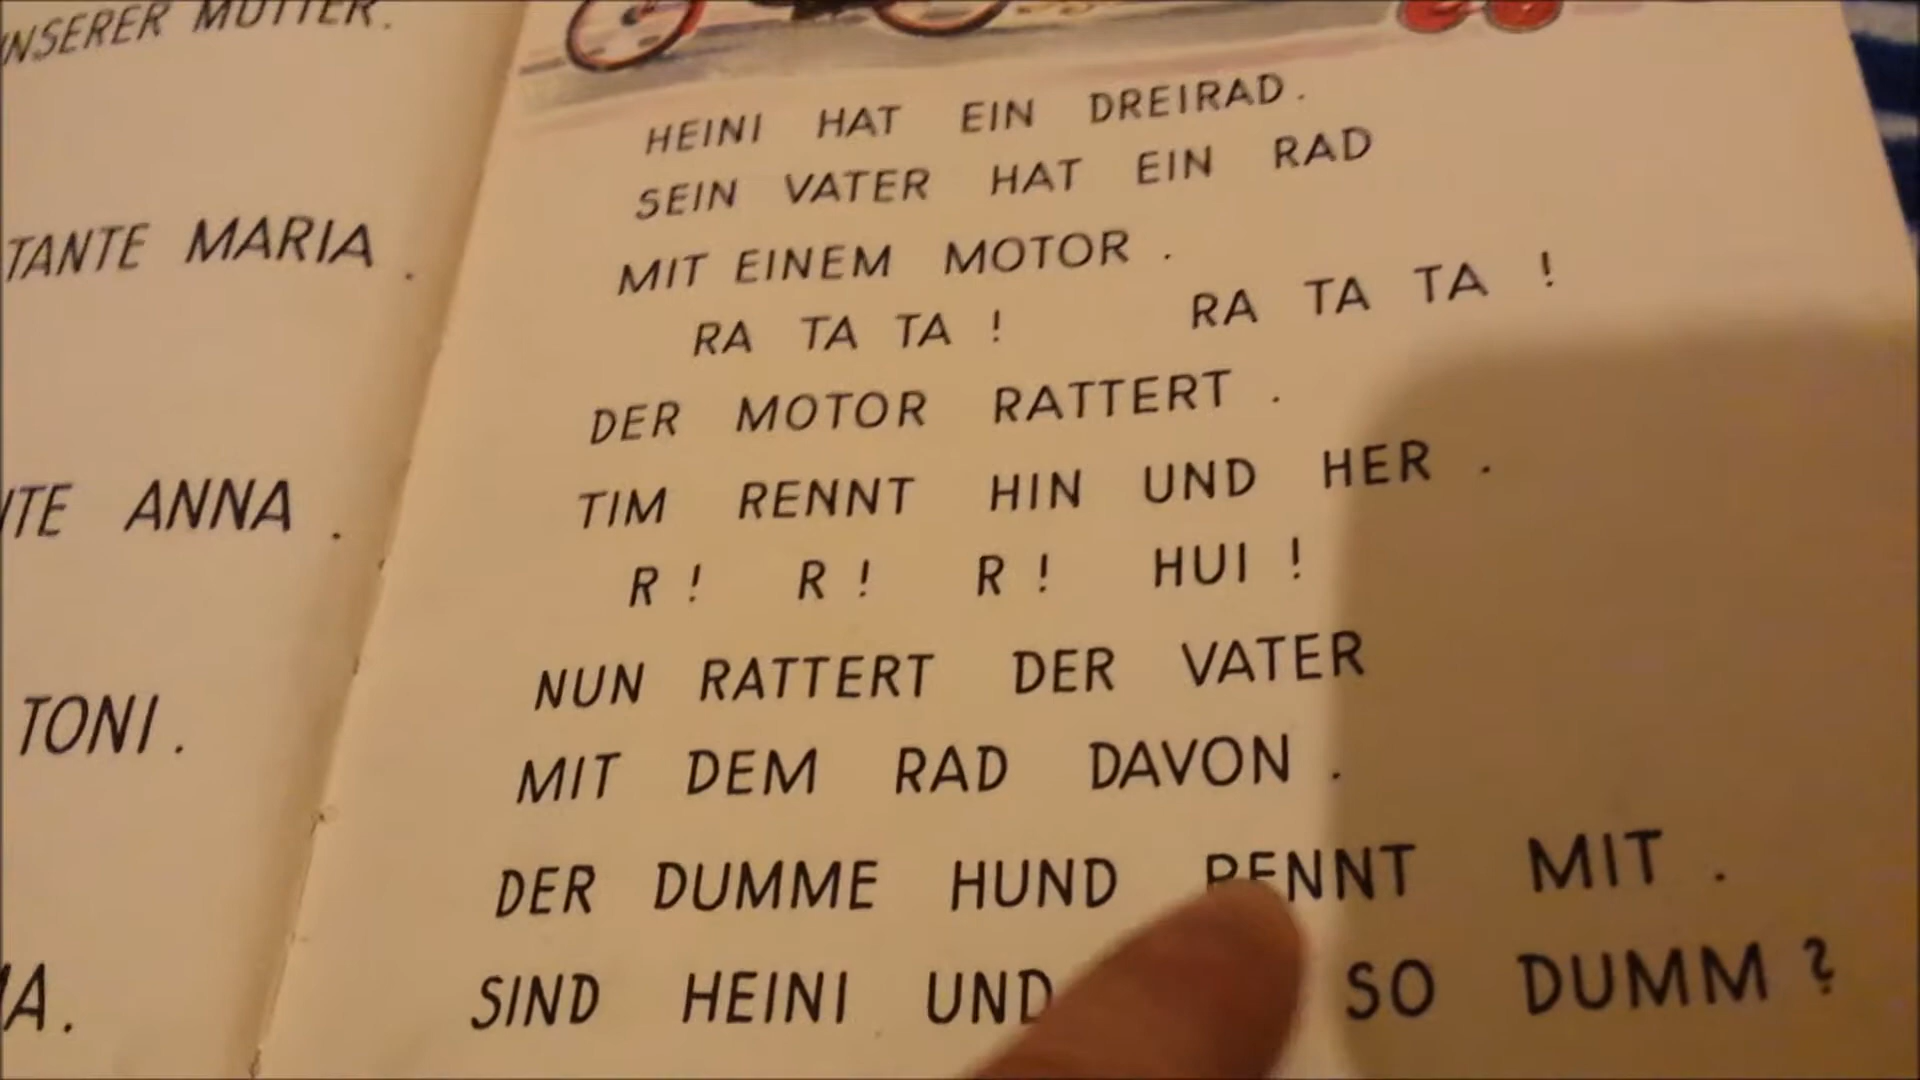 UNSERER MUTTER.
TANTE MARIA.
ANNA.
TONI.
HEINI HAT EIN DREIRAD.
SEIN VATER HAT EIN RAD
MIT EINEM MOTOR.
RA TA TA! RA TA TA!
DER MOTOR RATTERT.
TIM RENNT HIN UND HER.
R! R! R! HUI!
NUN RATTERT DER VATER
MIT DEM RAD DAVON.
DER DUMME HUND RENNT MIT.
SIND HEINI UND SO DUMM?